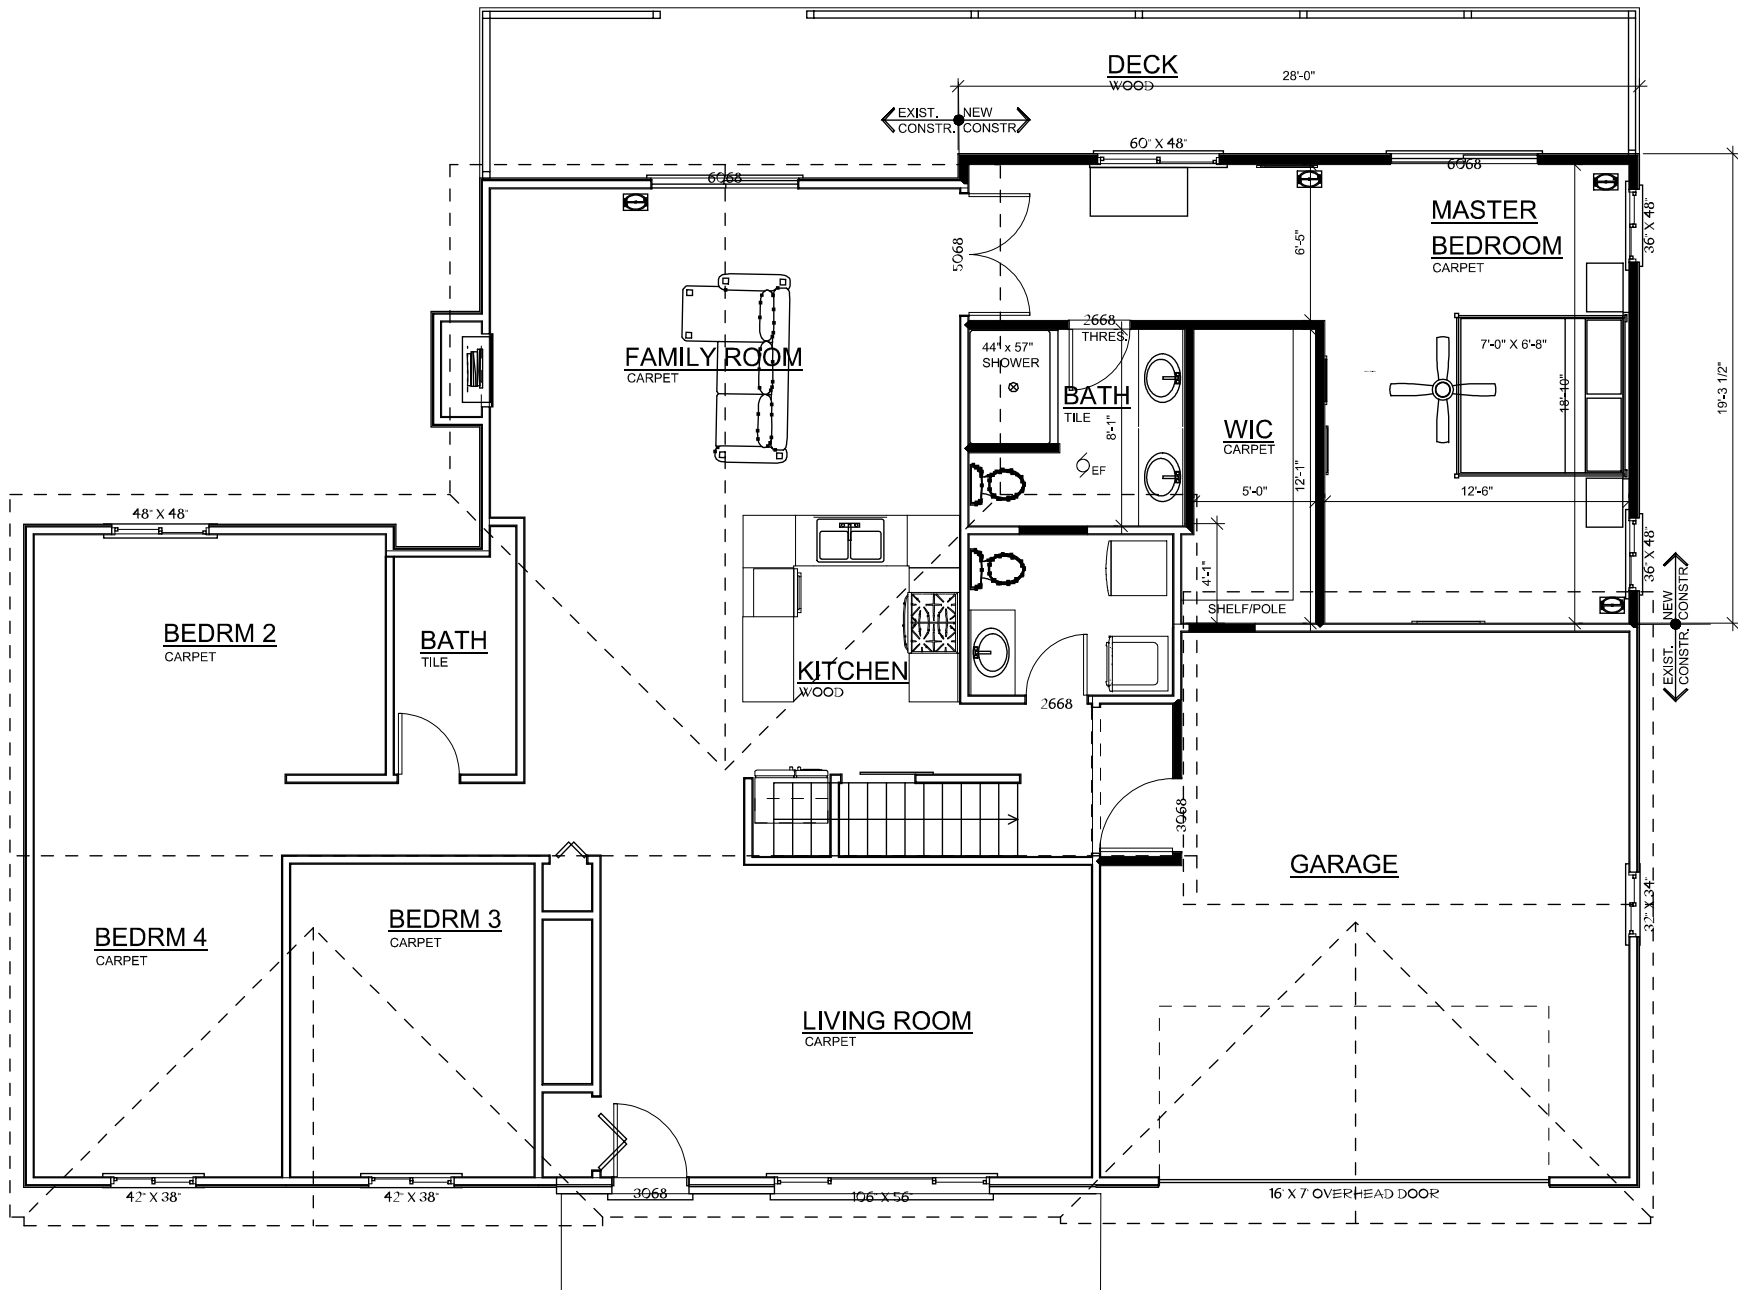 DECK
WOOD
28'-0"
EXIST.
CONSTR.
NEW
CONSTR.
60" X 48"
6068
6068
MASTER
BEDROOM
CARPET
36" X 48"
5068
6'-5"
2668
THRES.
44" x 57"
SHOWER
7'-0" X 6'-8"
FAMILY ROOM
CARPET
BATH
TILE
8'-1"
18'-10"
19'-3 1/2"
WIC
CARPET
EF
12'-1"
5'-0"
12'-6"
48" X 48"
36" X 48"
4'-1"
SHELF/POLE
NEW
CONSTR.
EXIST.
CONSTR.
BEDRM 2
CARPET
BATH
TILE
KITCHEN
WOOD
2668
3068
GARAGE
32" X 34"
BEDRM 3
CARPET
BEDRM 4
CARPET
LIVING ROOM
CARPET
42" X 38"
42" X 38"
3068
106" X 56"
16' X 7' OVERHEAD DOOR